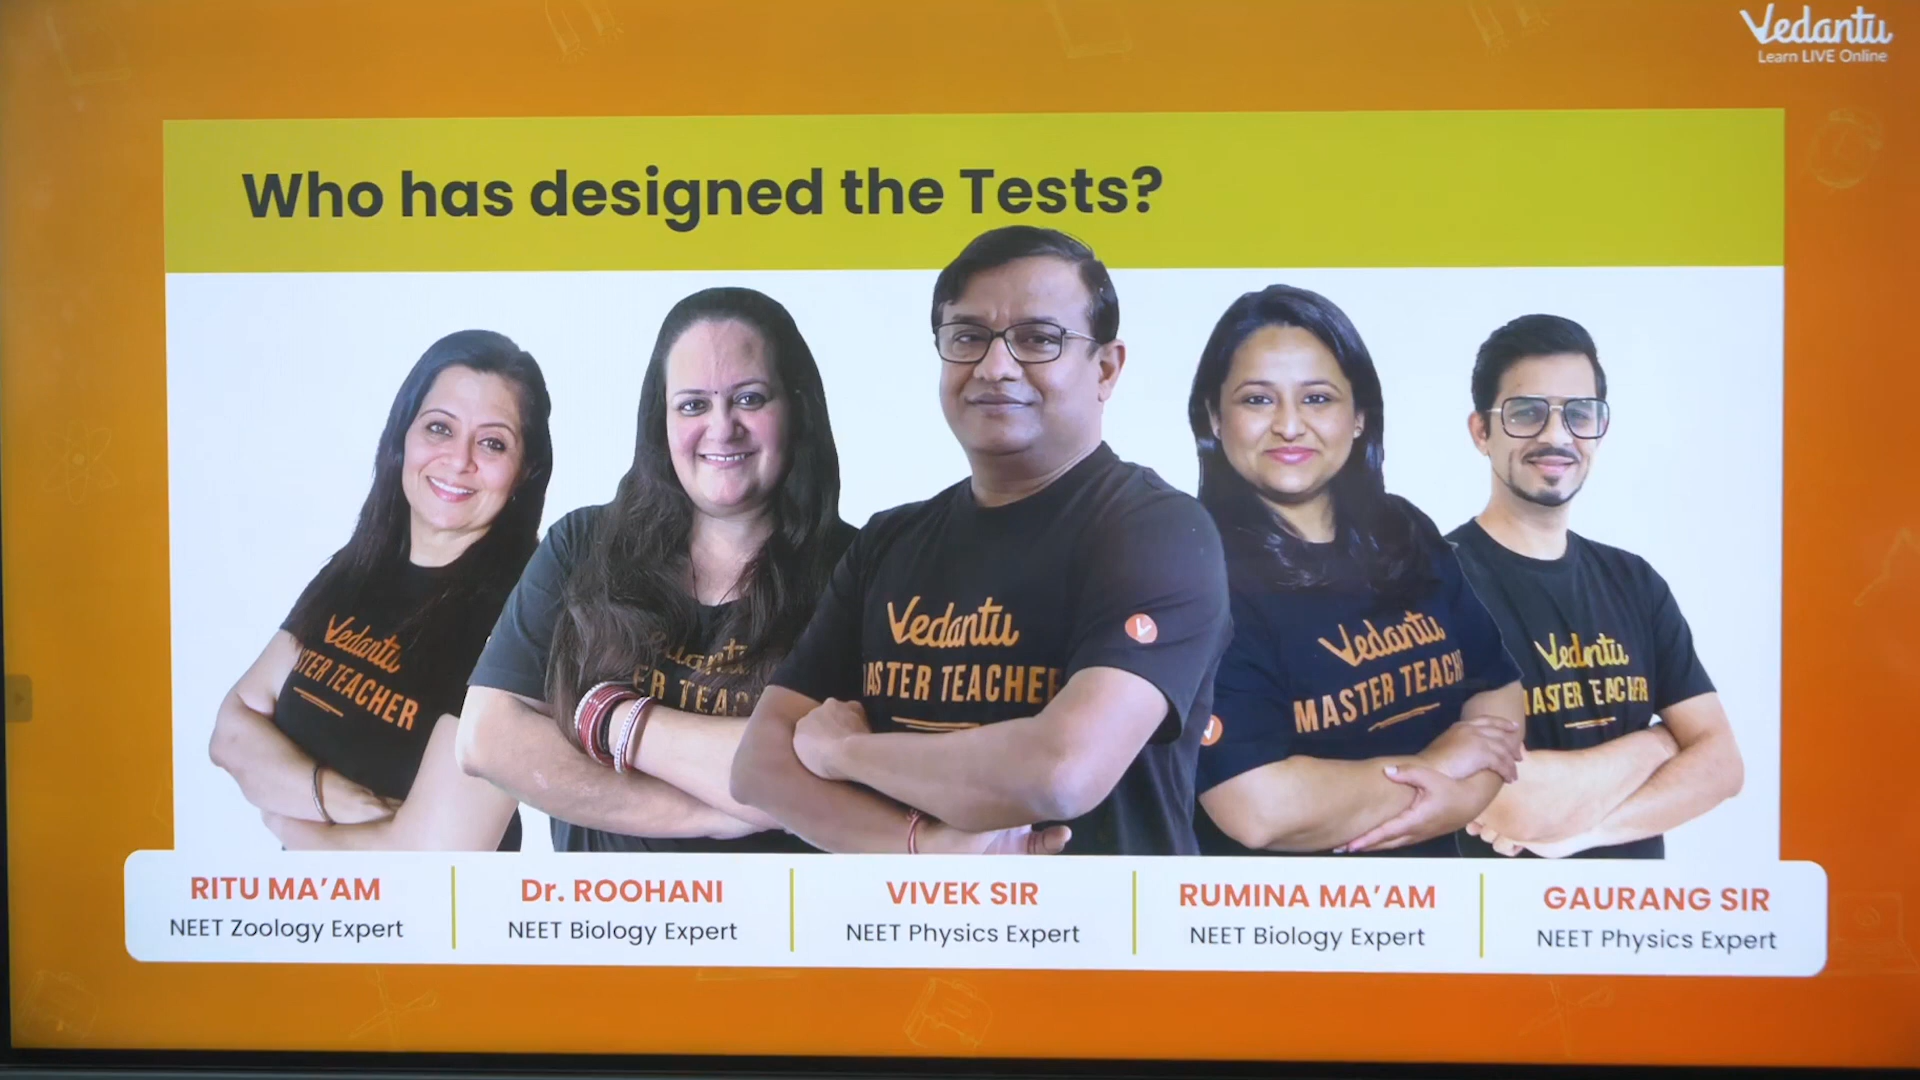 Vedantu
Learn LIVE Online
Who has designed the Tests?
Vedantu
STER TEACHER
ER TEAC
Vedantu
ASTER TEACHER
Vedantu
MASTER TEACH
Vedantu
MASTER TEACHER
RITU MA'AM
NEET Zoology Expert
Dr. ROOHANI
NEET Biology Expert
VIVEK SIR
NEET Physics Expert
RUMINA MA'AM
NEET Biology Expert
GAURANG SIR
NEET Physics Expert